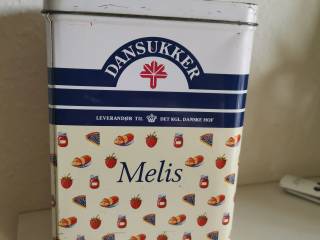 DANSUKKER
LEVERANDØR TIL DET KGL. DANSKE HOF
Melis